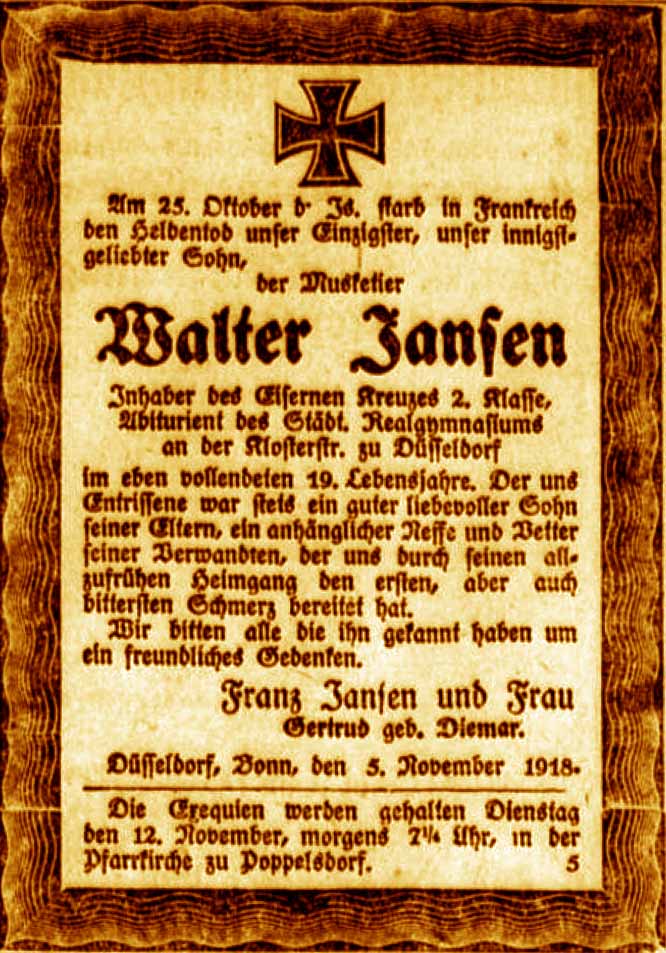 Am 25. Oktober d. Js. starb in Frankreich
den Heldentod unser Einzigster, unser innigst-
geliebter Sohn,
der Musketier
Walter Jansen
Inhaber des Eisernen Kreuzes 2. Klasse,
Abiturient des Städt. Realgymnasiums
an der Klosterstr. zu Düsseldorf
im eben vollendeten 19. Lebensjahre. Der uns
Entrissene war stets ein guter liebevoller Sohn
seiner Eltern, ein anhänglicher Neffe und Vetter
seiner Verwandten, der uns durch seinen all-
zufrühen Heimgang den ersten, aber auch
bittersten Schmerz bereitet hat.
Wir bitten alle die ihn gekannt haben um
ein freundliches Gedenken.
Franz Jansen und Frau
Gertrud geb. Diemar.
Düsseldorf, Bonn, den 5. November 1918.
Die Exequien werden gehalten Dienstag
den 12. November, morgens 7¼ Uhr, in der
Pfarrkirche zu Poppelsdorf. 5